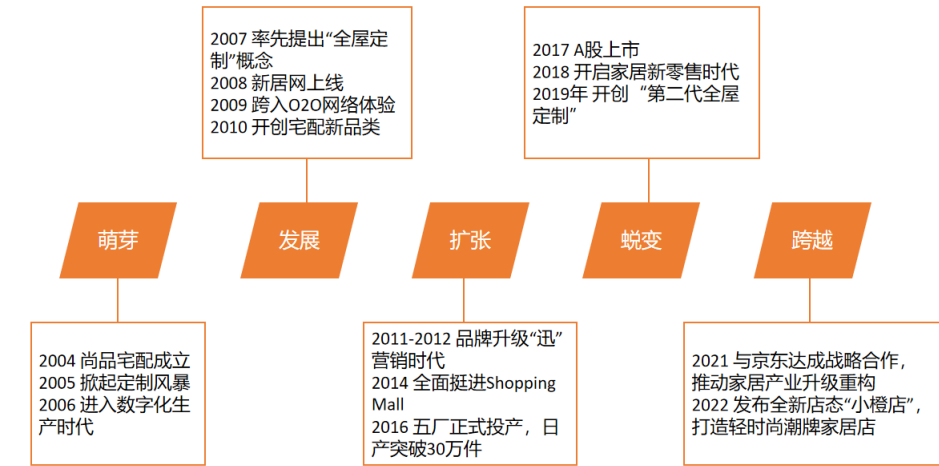 2007 率先提出“全屋定
制”概念
2008 新居网上线
2009 跨入O2O网络体验
2010 开创宅配新品类
2017 A股上市
2018 开启家居新零售时代
2019年 开创“第二代全屋
定制”
萌芽
发展
扩张
蜕变
跨越
2004 尚品宅配成立
2005 掀起定制风暴
2006 进入数字化生
产时代
2011-2012 品牌升级“迅”
营销时代
2014 全面挺进Shopping
Mall
2016 五厂正式投产，日
产突破30万件
2021 与京东达成战略合作，
推动家居产业升级重构
2022 发布全新店态“小橙店”，
打造轻时尚潮牌家居店